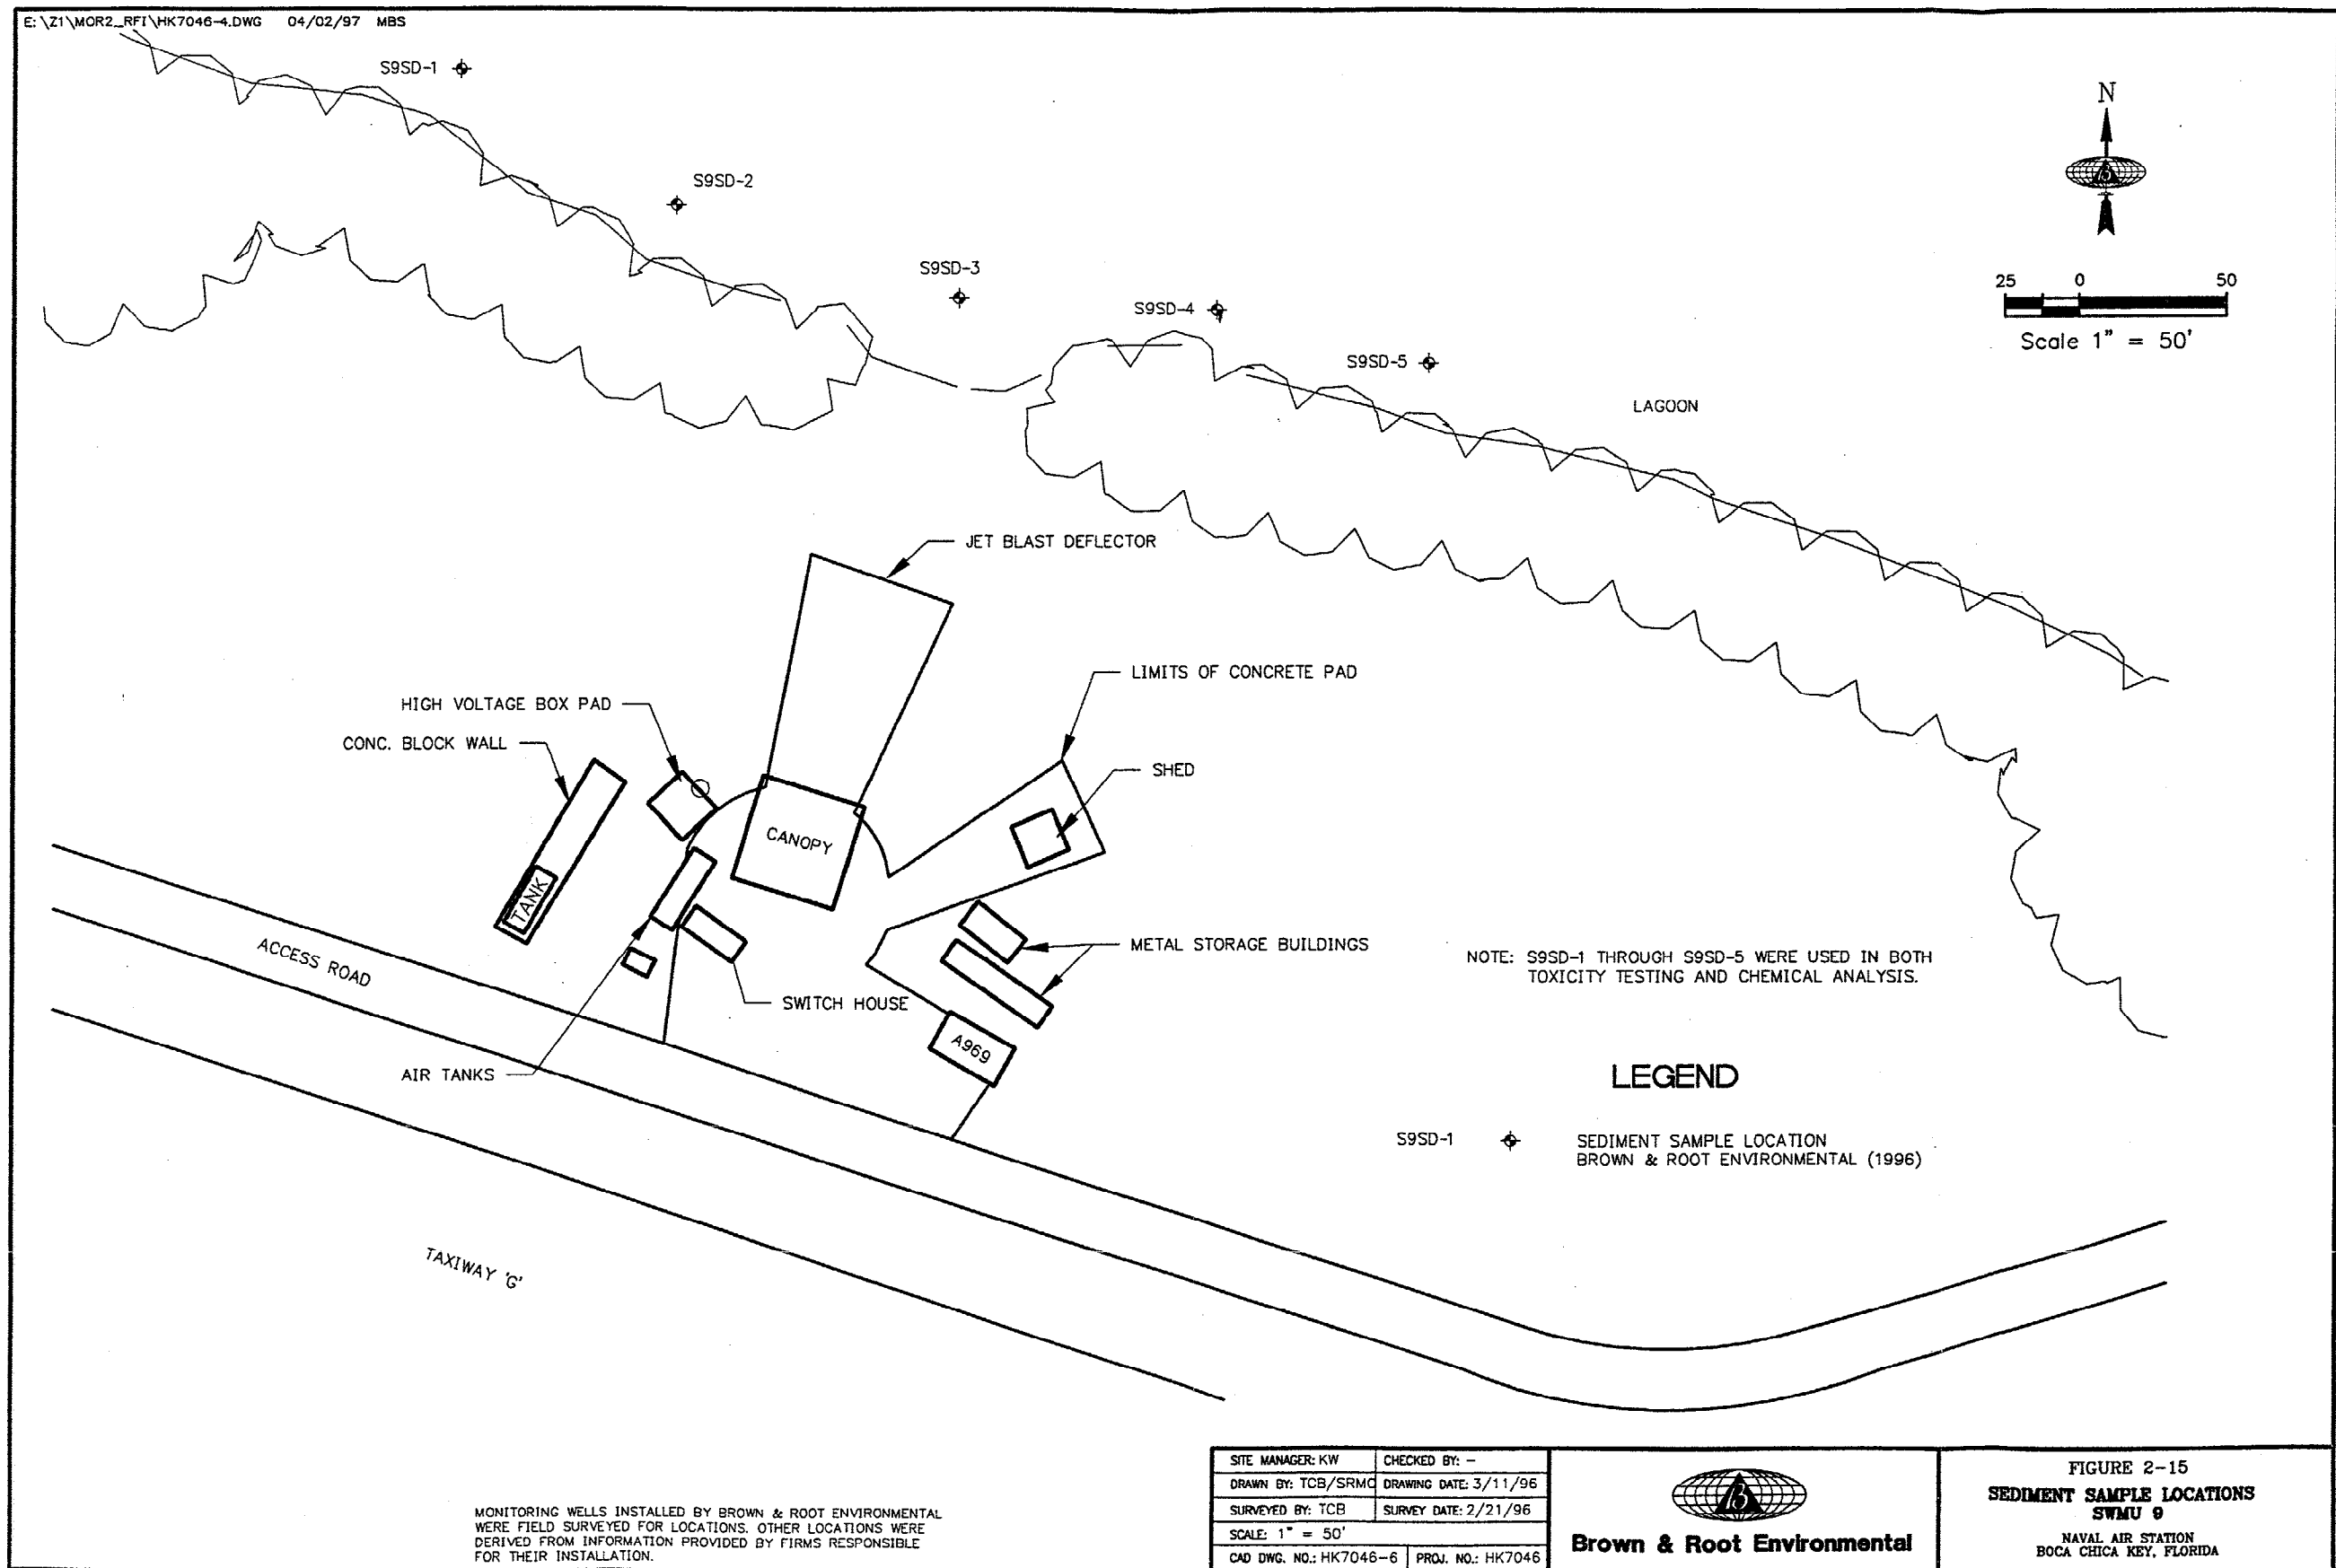 E:\Z1\MOR2_RFI\HK7046-4.DWG 04/02/97 MBS
S9SD-1
S9SD-2
S9SD-3
S9SD-4
S9SD-5
N
25 0 50
Scale 1" = 50'
LAGOON
JET BLAST DEFLECTOR
LIMITS OF CONCRETE PAD
HIGH VOLTAGE BOX PAD
CONC. BLOCK WALL
SHED
CANOPY
TANK
ACCESS ROAD
METAL STORAGE BUILDINGS
SWITCH HOUSE
A969
AIR TANKS
TAXIWAY 'G'
NOTE: S9SD-1 THROUGH S9SD-5 WERE USED IN BOTH
TOXICITY TESTING AND CHEMICAL ANALYSIS.
LEGEND
S9SD-1 SEDIMENT SAMPLE LOCATION
BROWN & ROOT ENVIRONMENTAL (1996)
MONITORING WELLS INSTALLED BY BROWN & ROOT ENVIRONMENTAL
WERE FIELD SURVEYED FOR LOCATIONS. OTHER LOCATIONS WERE
DERIVED FROM INFORMATION PROVIDED BY FIRMS RESPONSIBLE
FOR THEIR INSTALLATION.
SITE MANAGER: KW CHECKED BY: -
DRAWN BY: TCB/SRMC DRAWING DATE: 3/11/96
SURVEYED BY: TCB SURVEY DATE: 2/21/96
SCALE: 1" = 50'
CAD DWG. NO.: HK7046-6 PROJ. NO.: HK7046
Brown & Root Environmental
FIGURE 2-15
SEDIMENT SAMPLE LOCATIONS
SWMU 9
NAVAL AIR STATION
BOCA CHICA KEY, FLORIDA